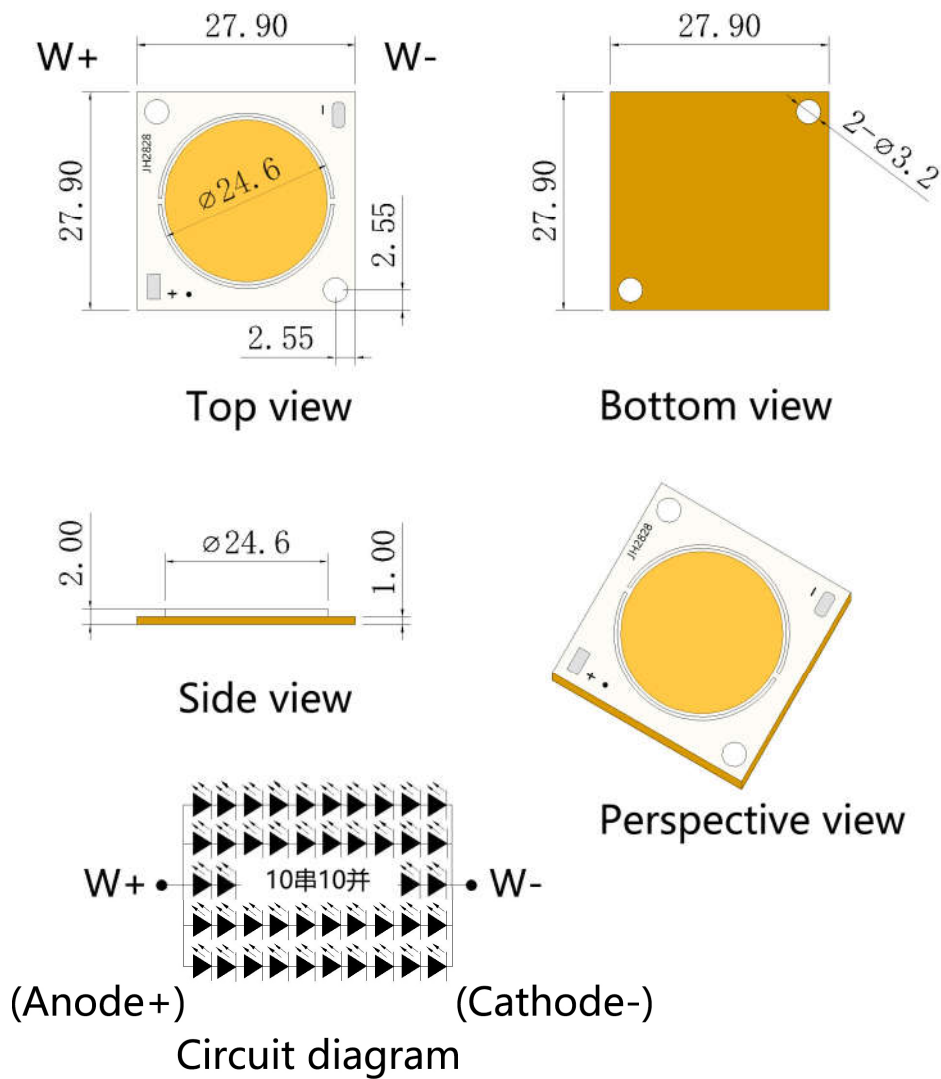 27.90
W+
W-
JH2828
−
⌀24.6
27.90
2.55
+
2.55
Top view
27.90
27.90
2-⌀3.2
Bottom view
2.00
⌀24.6
1.00
Side view
JH2828
−
+
Perspective view
W+
10串10并
W-
(Anode+)
(Cathode-)
Circuit diagram